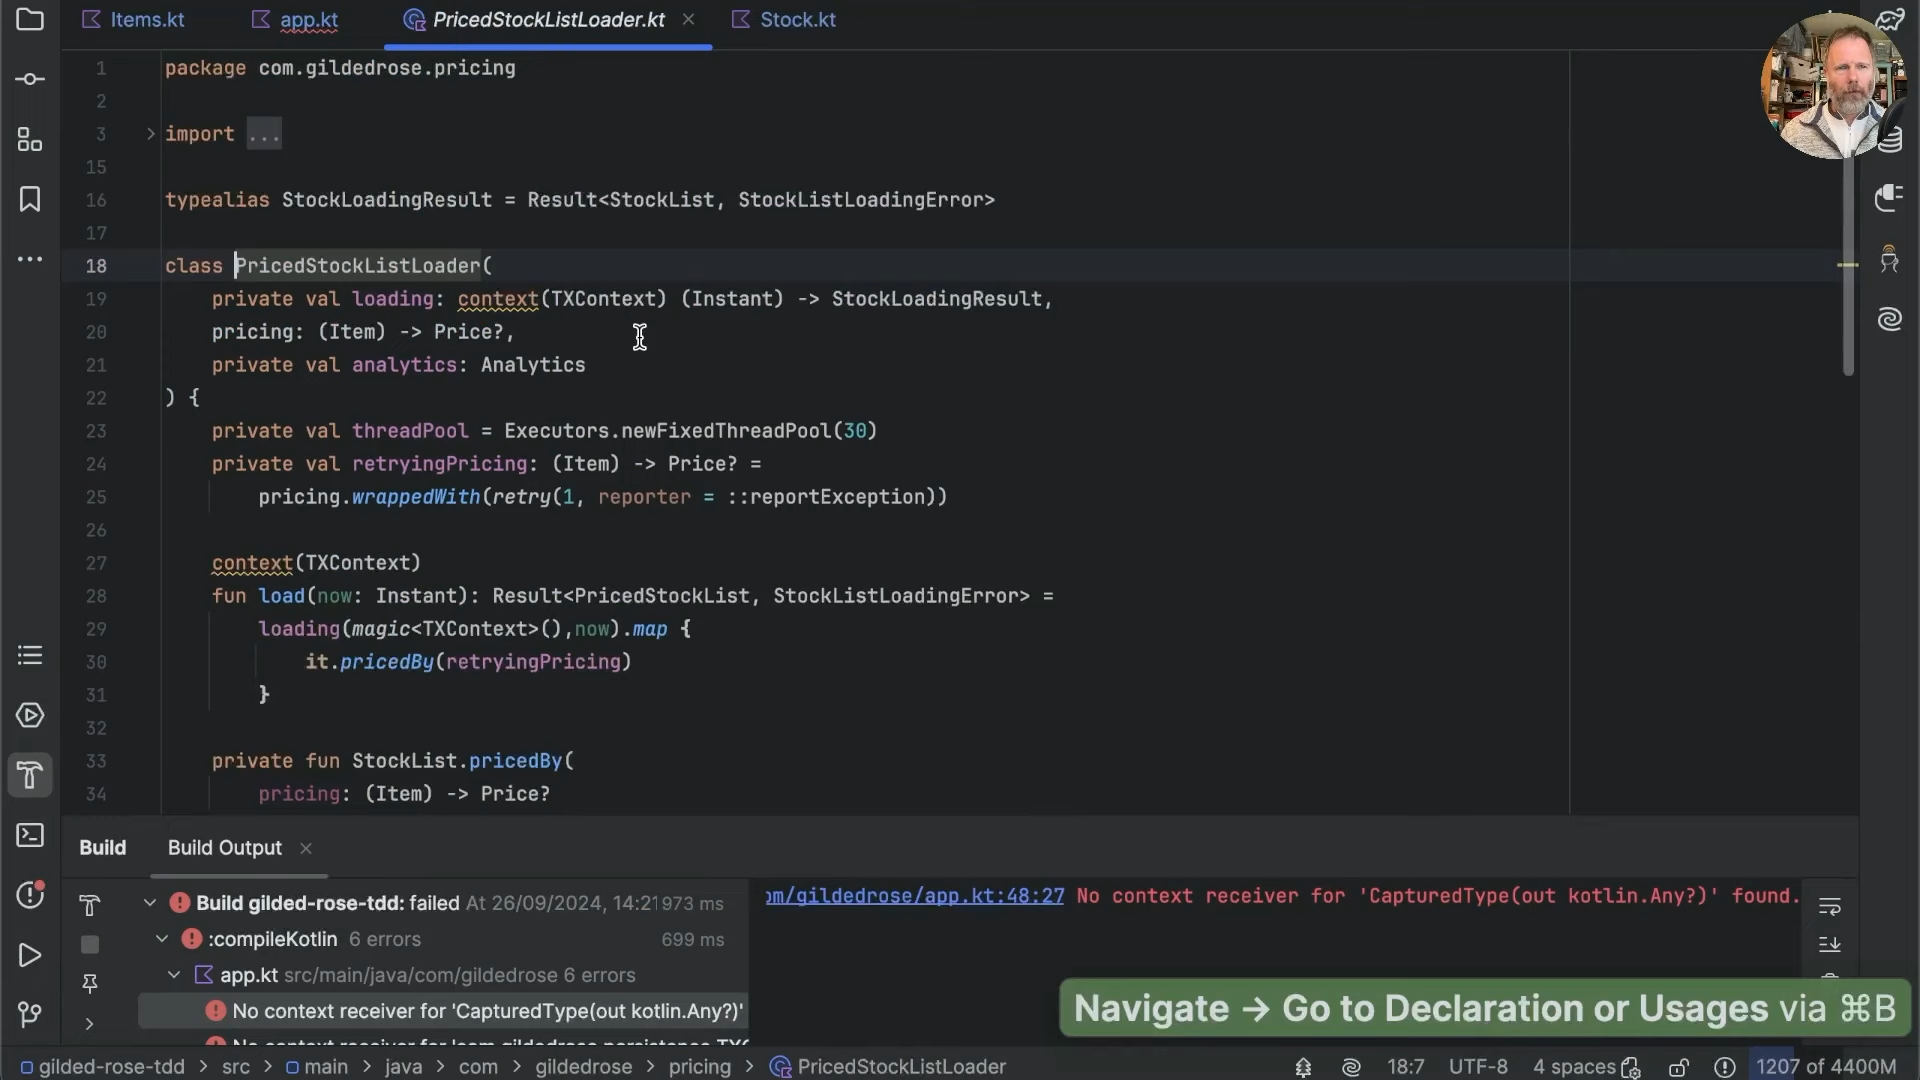 Items.kt app.kt PricedStockListLoader.kt Stock.kt
1 package com.gildedrose.pricing
2
3 import ...
15
16 typealias StockLoadingResult = Result<StockList, StockListLoadingError>
17
18 class PricedStockListLoader(
19 private val loading: context(TXContext) (Instant) -> StockLoadingResult,
20 pricing: (Item) -> Price?,
21 private val analytics: Analytics
22 ) {
23 private val threadPool = Executors.newFixedThreadPool(30)
24 private val retryingPricing: (Item) -> Price? =
25 pricing.wrappedWith(retry(1, reporter = ::reportException))
26
27 context(TXContext)
28 fun load(now: Instant): Result<PricedStockList, StockListLoadingError> =
29 loading(magic<TXContext>(),now).map {
30 it.pricedBy(retryingPricing)
31 }
32
33 private fun StockList.pricedBy(
34 pricing: (Item) -> Price?
Build Build Output
Build gilded-rose-tdd: failed At 26/09/2024, 14:21 973 ms
:compileKotlin 6 errors 699 ms
app.kt src/main/java/com/gildedrose 6 errors
No context receiver for 'CapturedType(out kotlin.Any?)'
om/gildedrose/app.kt:48:27 No context receiver for 'CapturedType(out kotlin.Any?)' found.
Navigate → Go to Declaration or Usages via ⌘B
gilded-rose-tdd > src > main > java > com > gildedrose > pricing > PricedStockListLoader 18:7 UTF-8 4 spaces 1207 of 4400M